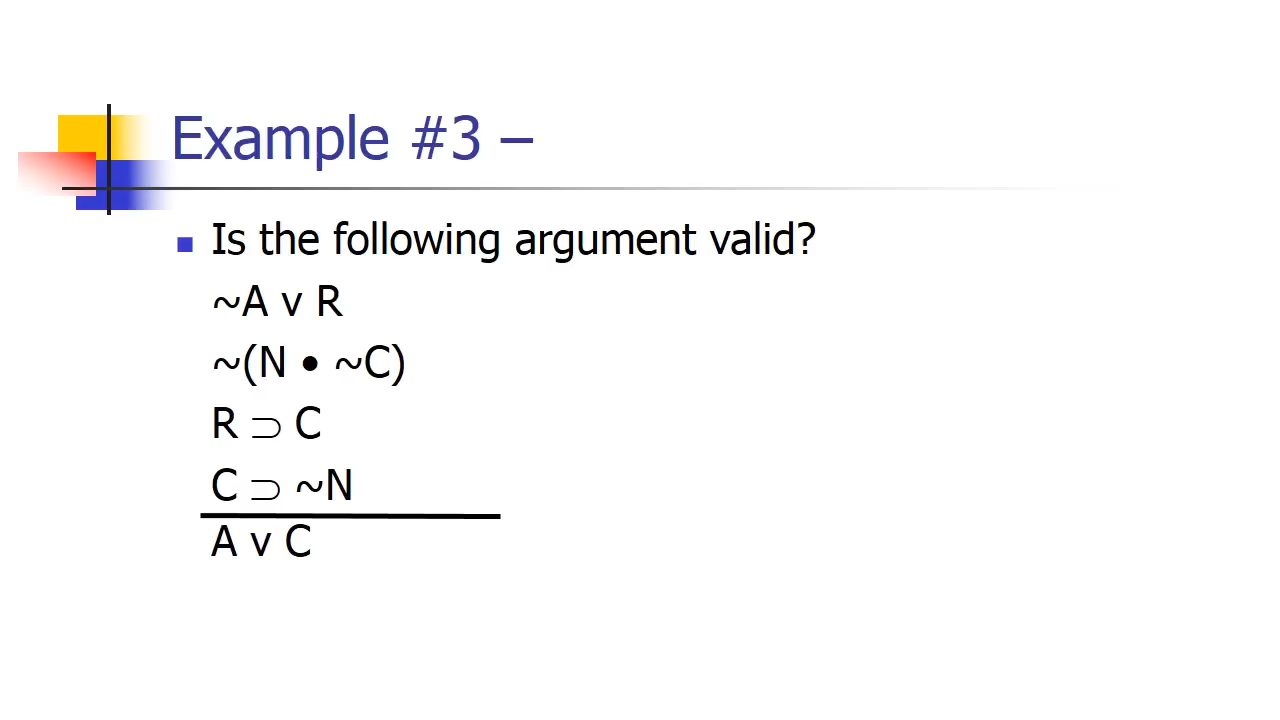 Example #3 –
Is the following argument valid?
~A v R
~(N • ~C)
R ⊃ C
C ⊃ ~N
A v C